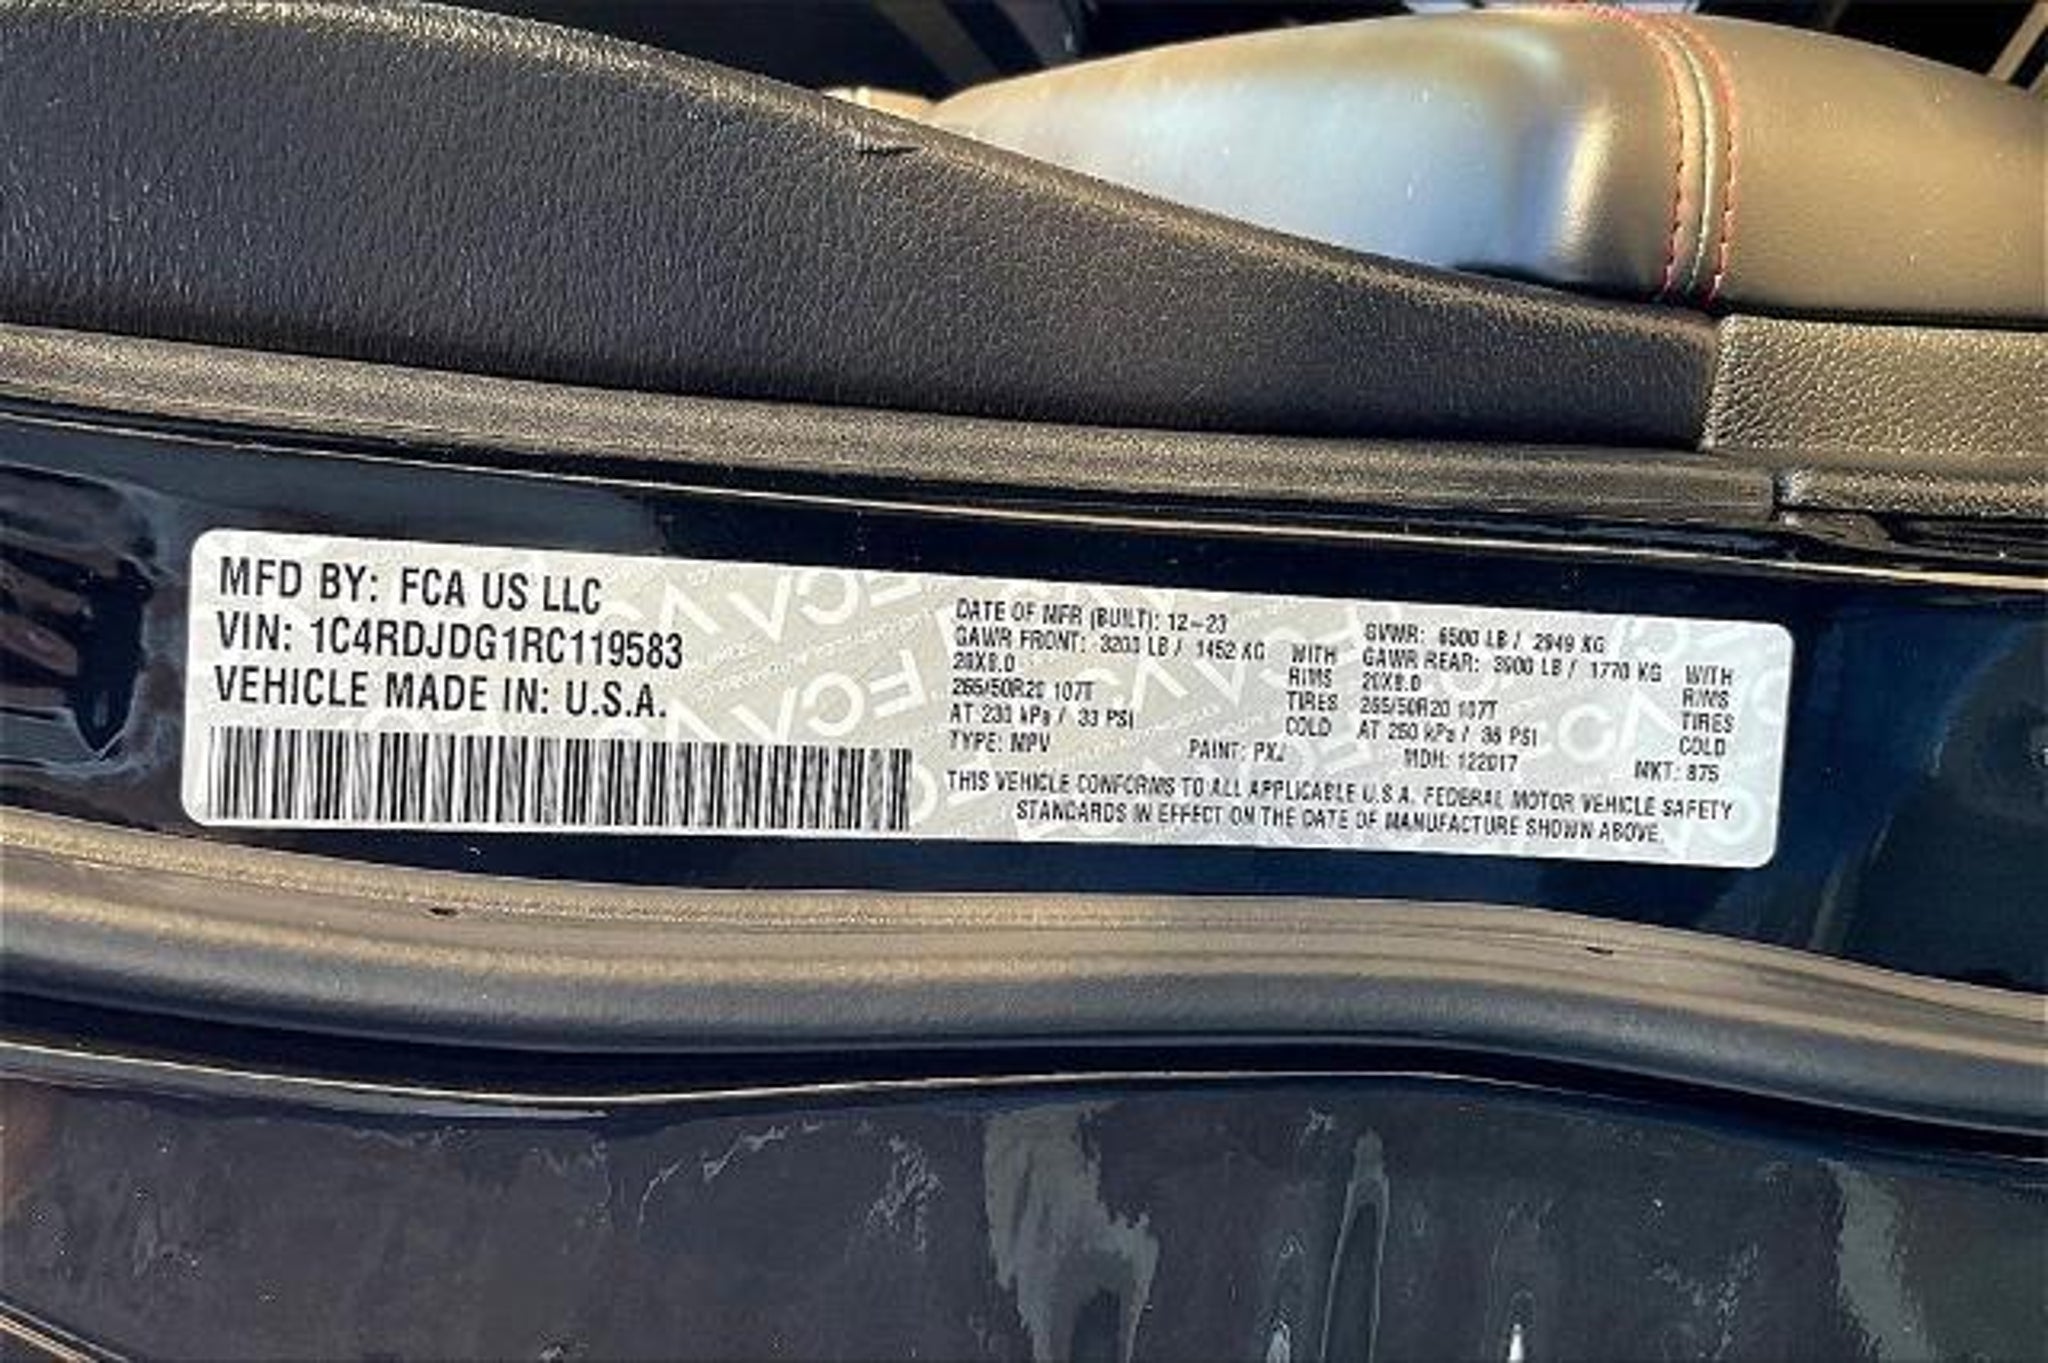 MFD BY: FCA US LLC
VIN: 1C4RDJDG1RC119583
VEHICLE MADE IN: U.S.A.
DATE OF MFR (BUILT): 12-23
GAWR FRONT: 3200 LB / 1452 KG WITH
20X8.0 RIMS
265/50R20 107T TIRES
AT 230 kPa / 33 PSI COLD
TYPE: MPV PAINT: PXJ
GVWR: 6500 LB / 2949 KG
GAWR REAR: 3900 LB / 1770 KG WITH
20X8.0 RIMS
265/50R20 107T TIRES
AT 250 kPa / 36 PSI COLD
MDH: 122017 MKT: 875
THIS VEHICLE CONFORMS TO ALL APPLICABLE U.S.A. FEDERAL MOTOR VEHICLE SAFETY
STANDARDS IN EFFECT ON THE DATE OF MANUFACTURE SHOWN ABOVE.